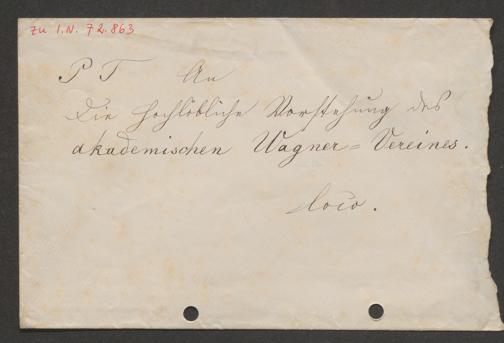 zu I.N. 72.863
P T An
Die hochlöbliche Vorstehung des
akademischen Wagner=Vereines.
loco.